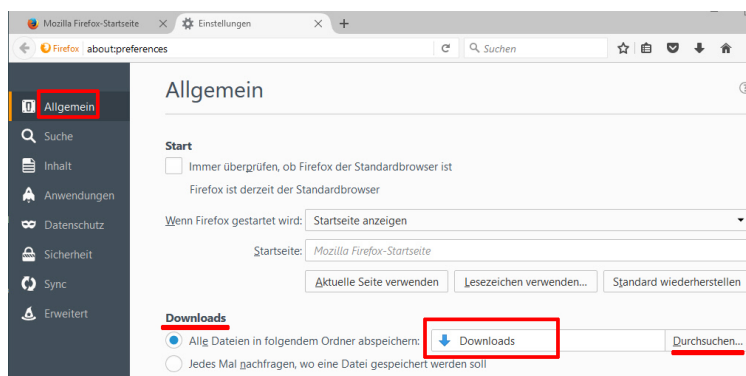 Mozilla Firefox-Startseite
Einstellungen
Firefox about:preferences
Suchen
Allgemein
Allgemein
Suche
Inhalt
Anwendungen
Datenschutz
Sicherheit
Sync
Erweitert
Start
Immer überprüfen, ob Firefox der Standardbrowser ist
Firefox ist derzeit der Standardbrowser
Wenn Firefox gestartet wird: Startseite anzeigen
Startseite: Mozilla Firefox-Startseite
Aktuelle Seite verwenden Lesezeichen verwenden... Standard wiederherstellen
Downloads
Alle Dateien in folgendem Ordner abspeichern: Downloads Durchsuchen...
Jedes Mal nachfragen, wo eine Datei gespeichert werden soll